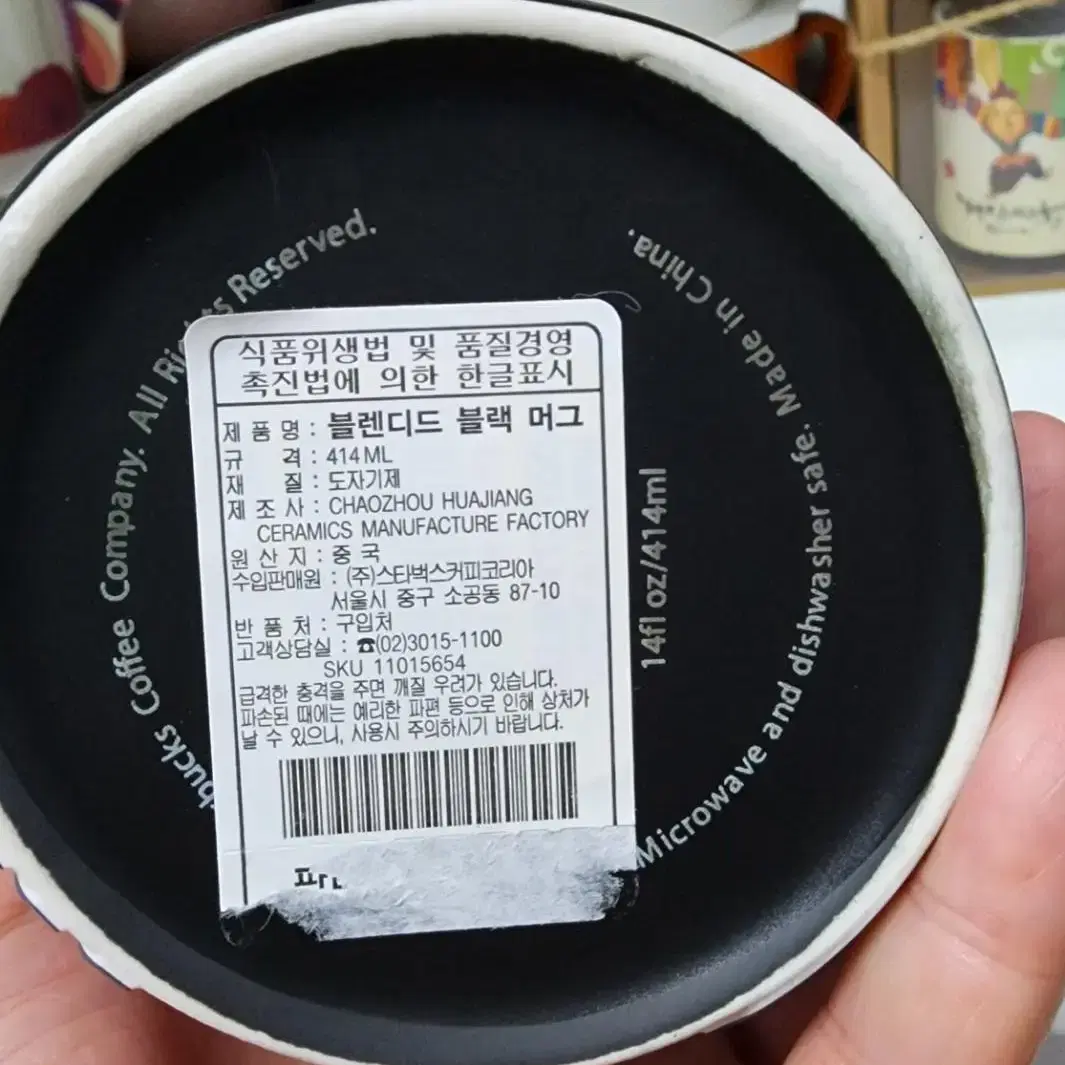 식품위생법 및 품질경영
촉진법에 의한 한글표시
제 품 명 : 블렌디드 블랙 머그
규 격 : 414ML
재 질 : 도자기제
제 조 사 : CHAOZHOU HUAJIANG
CERAMICS MANUFACTURE FACTORY
원 산 지 : 중 국
수입판매원 : (주)스타벅스커피코리아
서울시 중구 소공동 87-10
반 품 처 : 구입처
고객상담실 : ☎(02)3015-1100
SKU 11015654
급격한 충격을 주면 깨질 우려가 있습니다.
파손된 때에는 예리한 파편 등으로 인해 상처가
날 수 있으니, 사용시 주의하시기 바랍니다.
Coffee Company. All Reserved.
14fl oz/414ml
Microwave and dishwasher safe. Made in China.